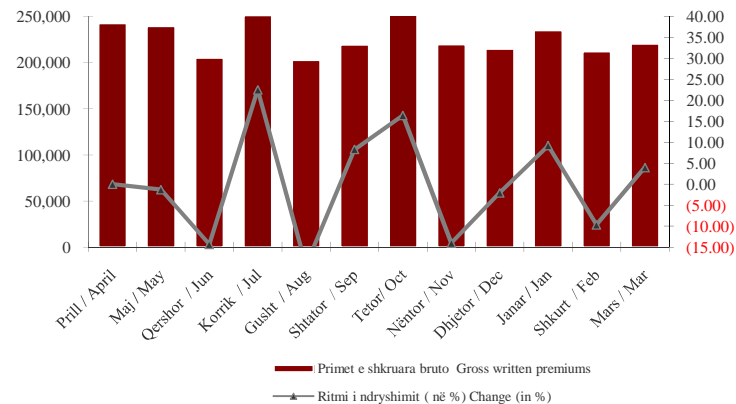 250,000
200,000
150,000
100,000
50,000
0
40.00
35.00
30.00
25.00
20.00
15.00
10.00
5.00
0.00
(5.00)
(10.00)
(15.00)
Prill / April
Maj / May
Qershor / Jun
Korrik / Jul
Gusht / Aug
Shtator / Sep
Tetor/ Oct
Nëntor / Nov
Dhjetor / Dec
Janar / Jan
Shkurt / Feb
Mars / Mar
Primet e shkruara bruto Gross written premiums
Ritmi i ndryshimit ( në %) Change (in %)